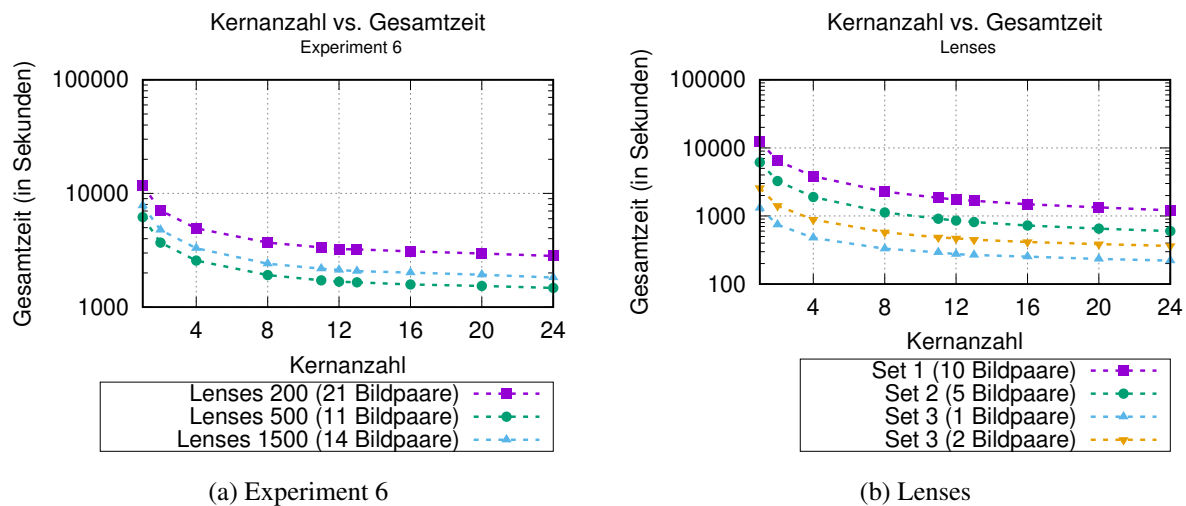 Kernanzahl vs. Gesamtzeit
Experiment 6
Gesamtzeit (in Sekunden)
100000
10000
1000
4 8 12 16 20 24
Kernanzahl
Lenses 200 (21 Bildpaare)
Lenses 500 (11 Bildpaare)
Lenses 1500 (14 Bildpaare)
(a) Experiment 6
Kernanzahl vs. Gesamtzeit
Lenses
Gesamtzeit (in Sekunden)
100000
10000
1000
100
4 8 12 16 20 24
Kernanzahl
Set 1 (10 Bildpaare)
Set 2 (5 Bildpaare)
Set 3 (1 Bildpaare)
Set 3 (2 Bildpaare)
(b) Lenses